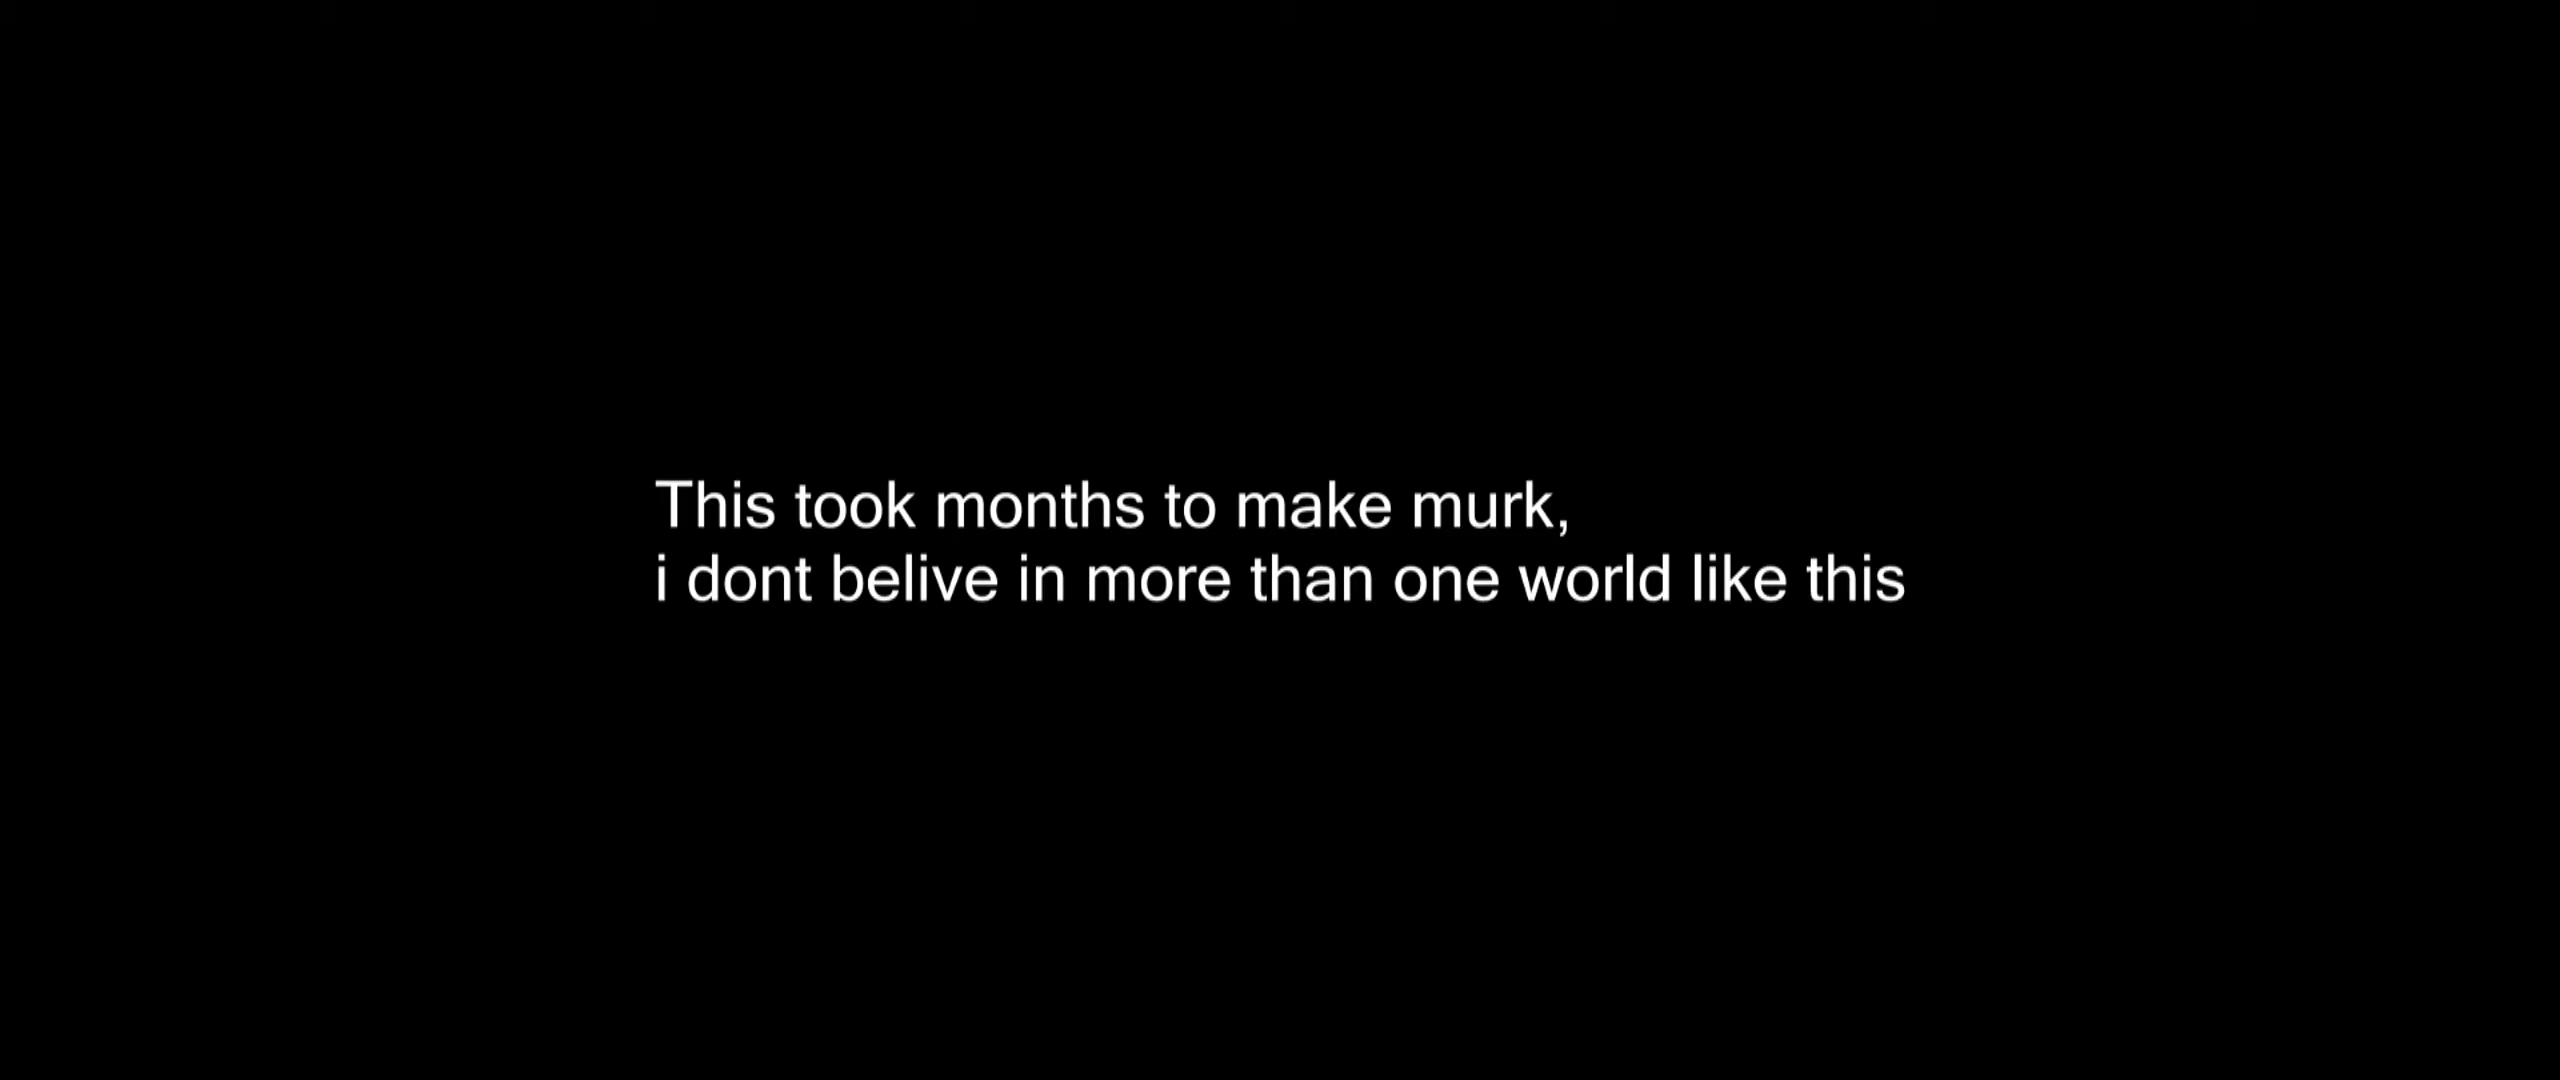 This took months to make murk,
i dont belive in more than one world like this